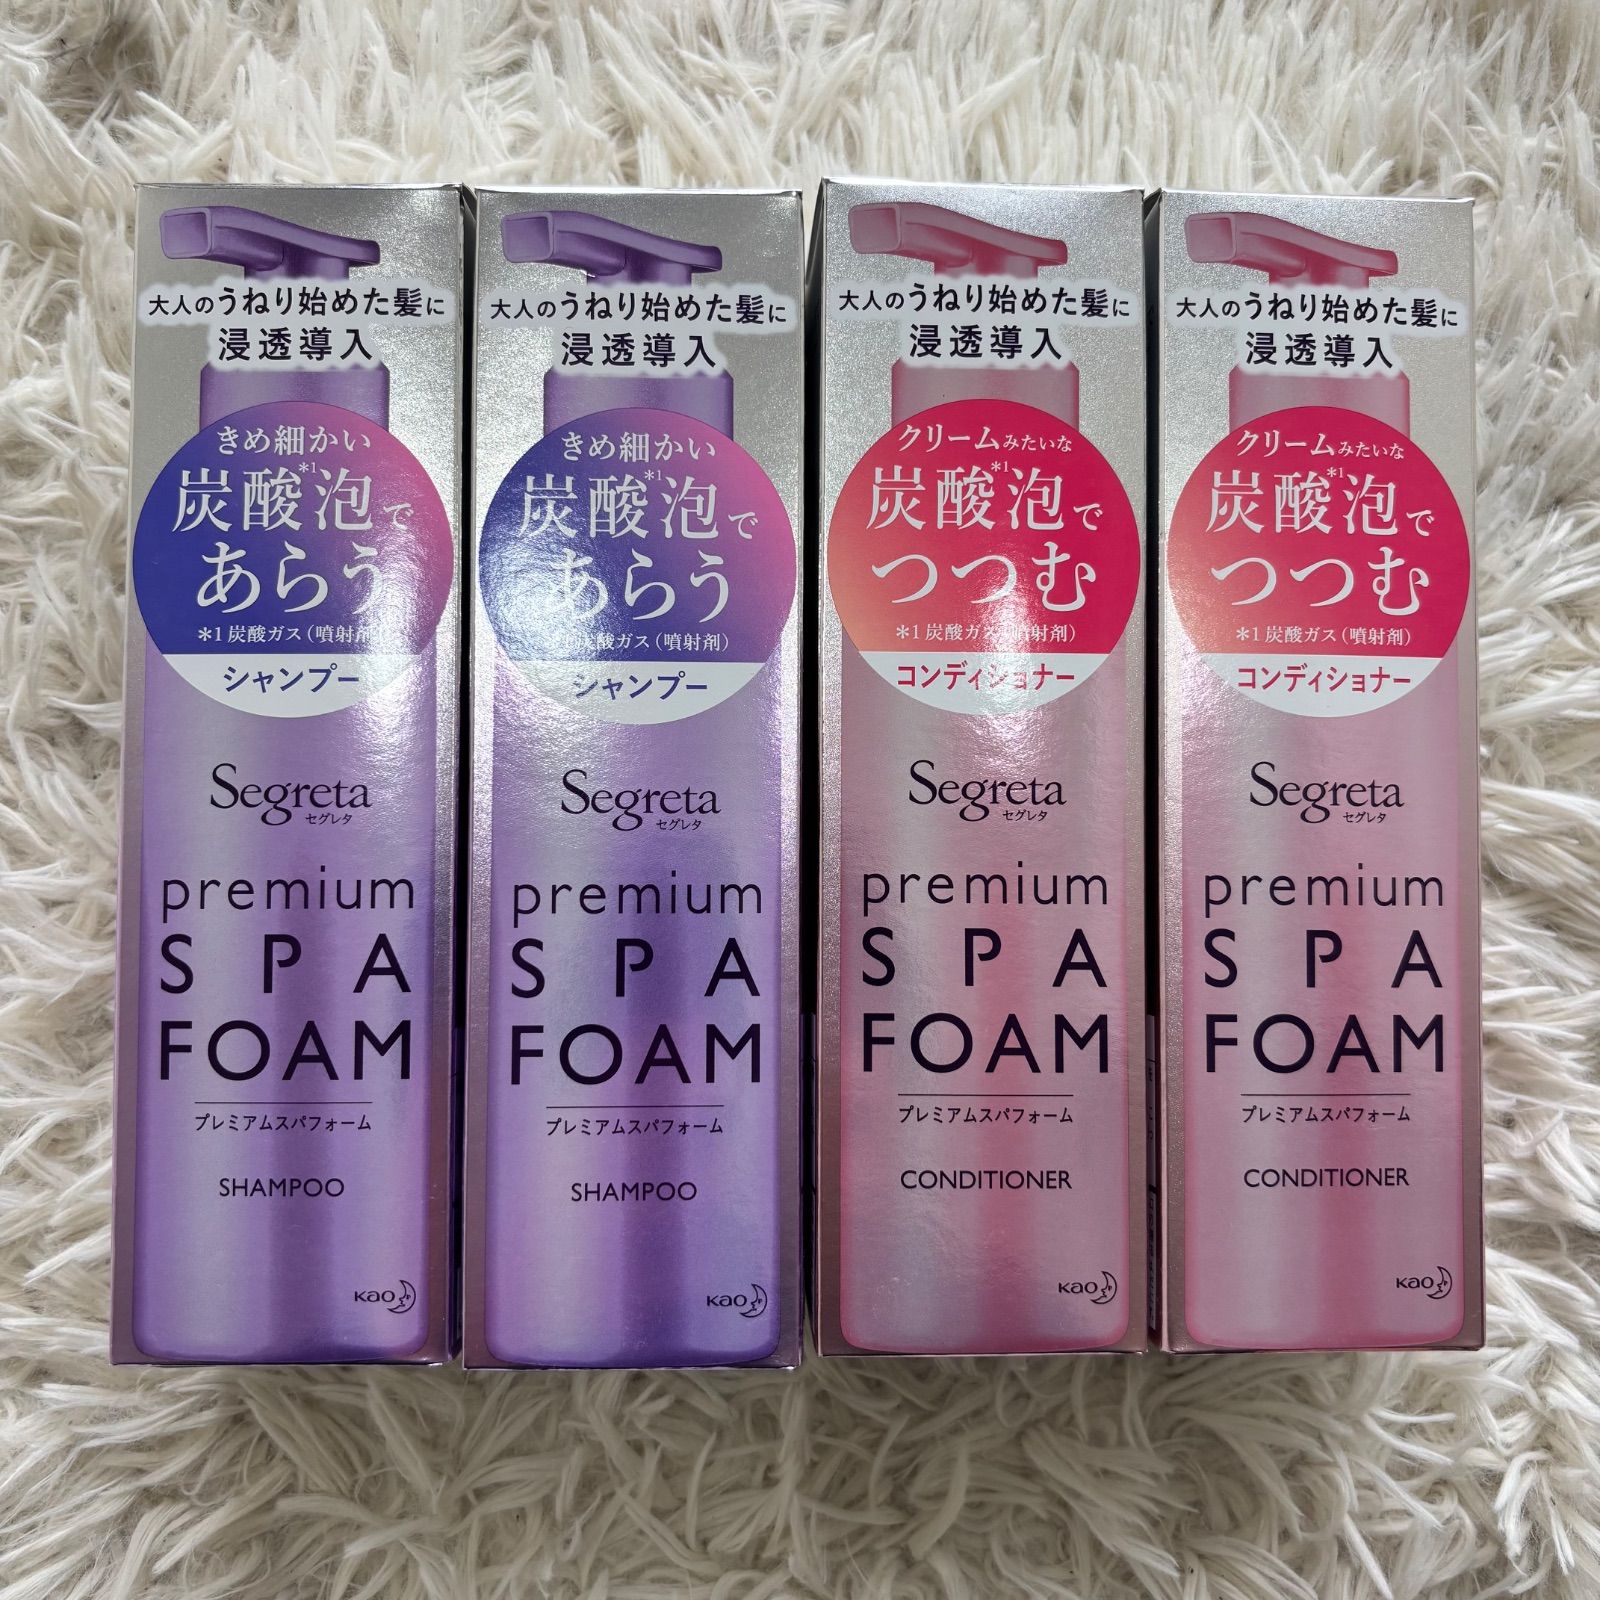 大人のうねり始めた髪に
浸透導入
きめ細かい
炭酸泡で
*1
あらう
*1 炭酸ガス(噴射剤)
シャンプー
Segreta
セグレタ
premium
SPA
FOAM
プレミアムスパフォーム
SHAMPOO
Kao
大人のうねり始めた髪に
浸透導入
きめ細かい
炭酸泡で
*1
あらう
炭酸ガス(噴射剤)
シャンプー
Segreta
セグレタ
premium
SPA
FOAM
プレミアムスパフォーム
SHAMPOO
Kao
大人のうねり始めた髪に
浸透導入
クリームみたいな
炭酸泡で
*1
つつむ
*1 炭酸ガス(噴射剤)
コンディショナー
Segreta
セグレタ
premium
SPA
FOAM
プレミアムスパフォーム
CONDITIONER
Kao
大人のうねり始めた髪に
浸透導入
クリームみたいな
炭酸泡で
*1
つつむ
*1 炭酸ガス(噴射剤)
コンディショナー
Segreta
セグレタ
premium
SPA
FOAM
プレミアムスパフォーム
CONDITIONER
Kao